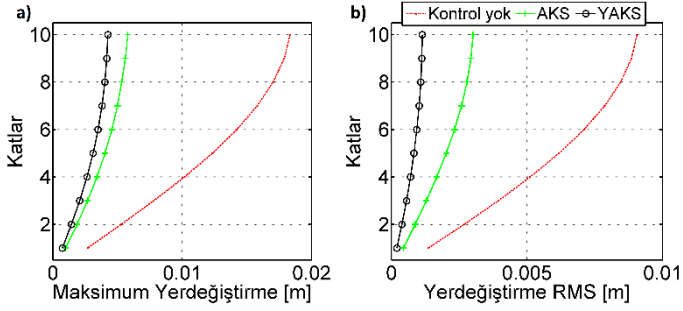 a)
b)
Kontrol yok
AKS
YAKS
10
8
6
4
2
Katlar
0
0.01
0.02
Maksimum Yerdeğiştirme [m]
10
8
6
4
2
Katlar
0
0.005
0.01
Yerdeğiştirme RMS [m]